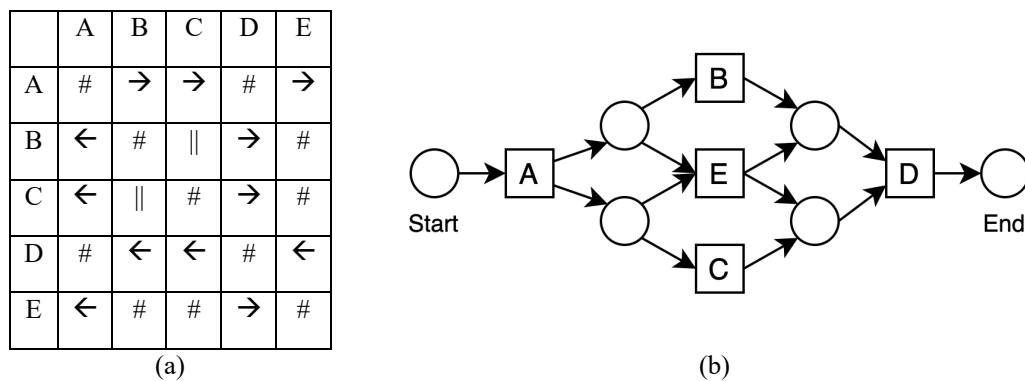 A B C D E
A # → → # →
B ← # || → #
C ← || # → #
D # ← ← # ←
E ← # # → #
(a)
B
A E D
Start End
C
(b)